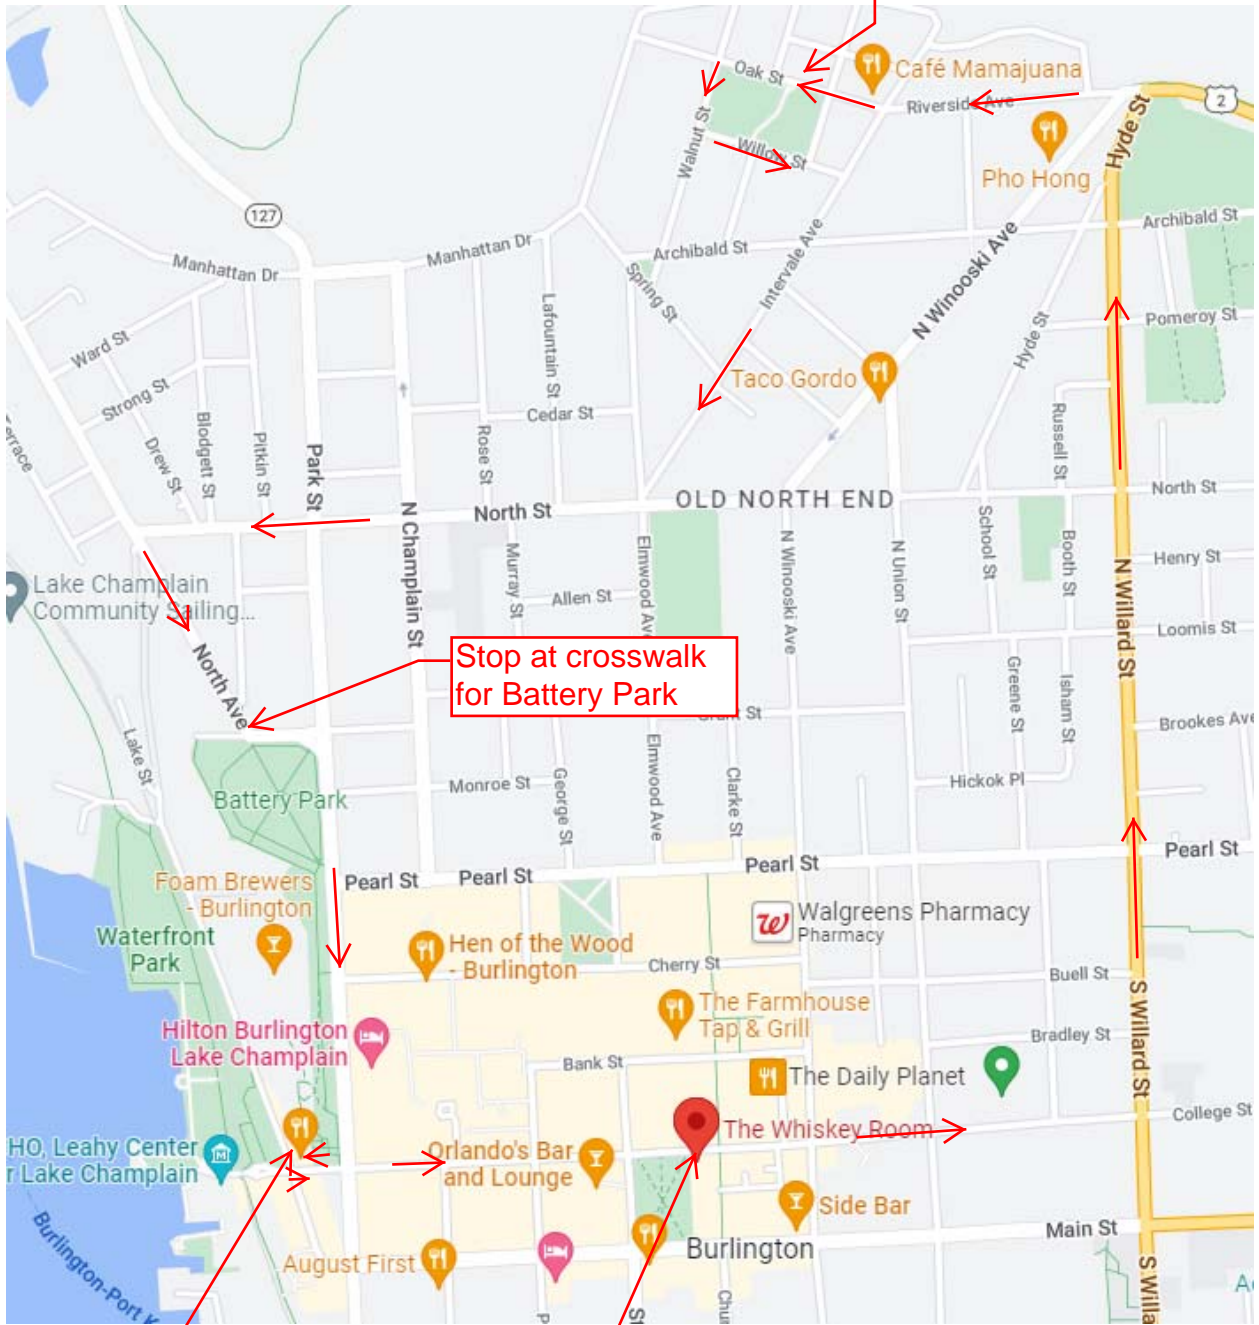 Oak St
Café Mamajuana
Riverside Ave
2
Hyde St
Walnut St
Willow St
Pho Hong
127
Manhattan Dr
Manhattan Dr
Archibald St
Archibald St
Spring St
Intervale Ave
N Winooski Ave
Hyde St
Pomeroy St
Ward St
Strong St
Lafountain St
Taco Gordo
Cedar St
Terrace
Drew St
Blodgett St
Pitkin St
Park St
Rose St
Russell St
North St
OLD NORTH END
North St
N Champlain St
Murray St
Elmwood Ave
N Winooski Ave
N Union St
School St
Booth St
Henry St
Lake Champlain
Community Sailing...
Allen St
N Willard St
Loomis St
Stop at crosswalk
for Battery Park
North Ave
Grant St
Greene St
Isham St
Brookes Ave
Lake St
Monroe St
George St
Elmwood Ave
Clarke St
Hickok Pl
Battery Park
Pearl St
Pearl St
Pearl St
Pearl St
Foam Brewers
- Burlington
Waterfront
Park
Walgreens Pharmacy
Pharmacy
Hen of the Wood
- Burlington
Cherry St
Buell St
S Willard St
The Farmhouse
Tap & Grill
Hilton Burlington
Lake Champlain
Bradley St
Bank St
The Daily Planet
College St
The Whiskey Room
HO, Leahy Center
r Lake Champlain
Orlando's Bar
and Lounge
Side Bar
Main St
Burlington
August First
Burlington-Port K
P
St
Chur
S Willa
A